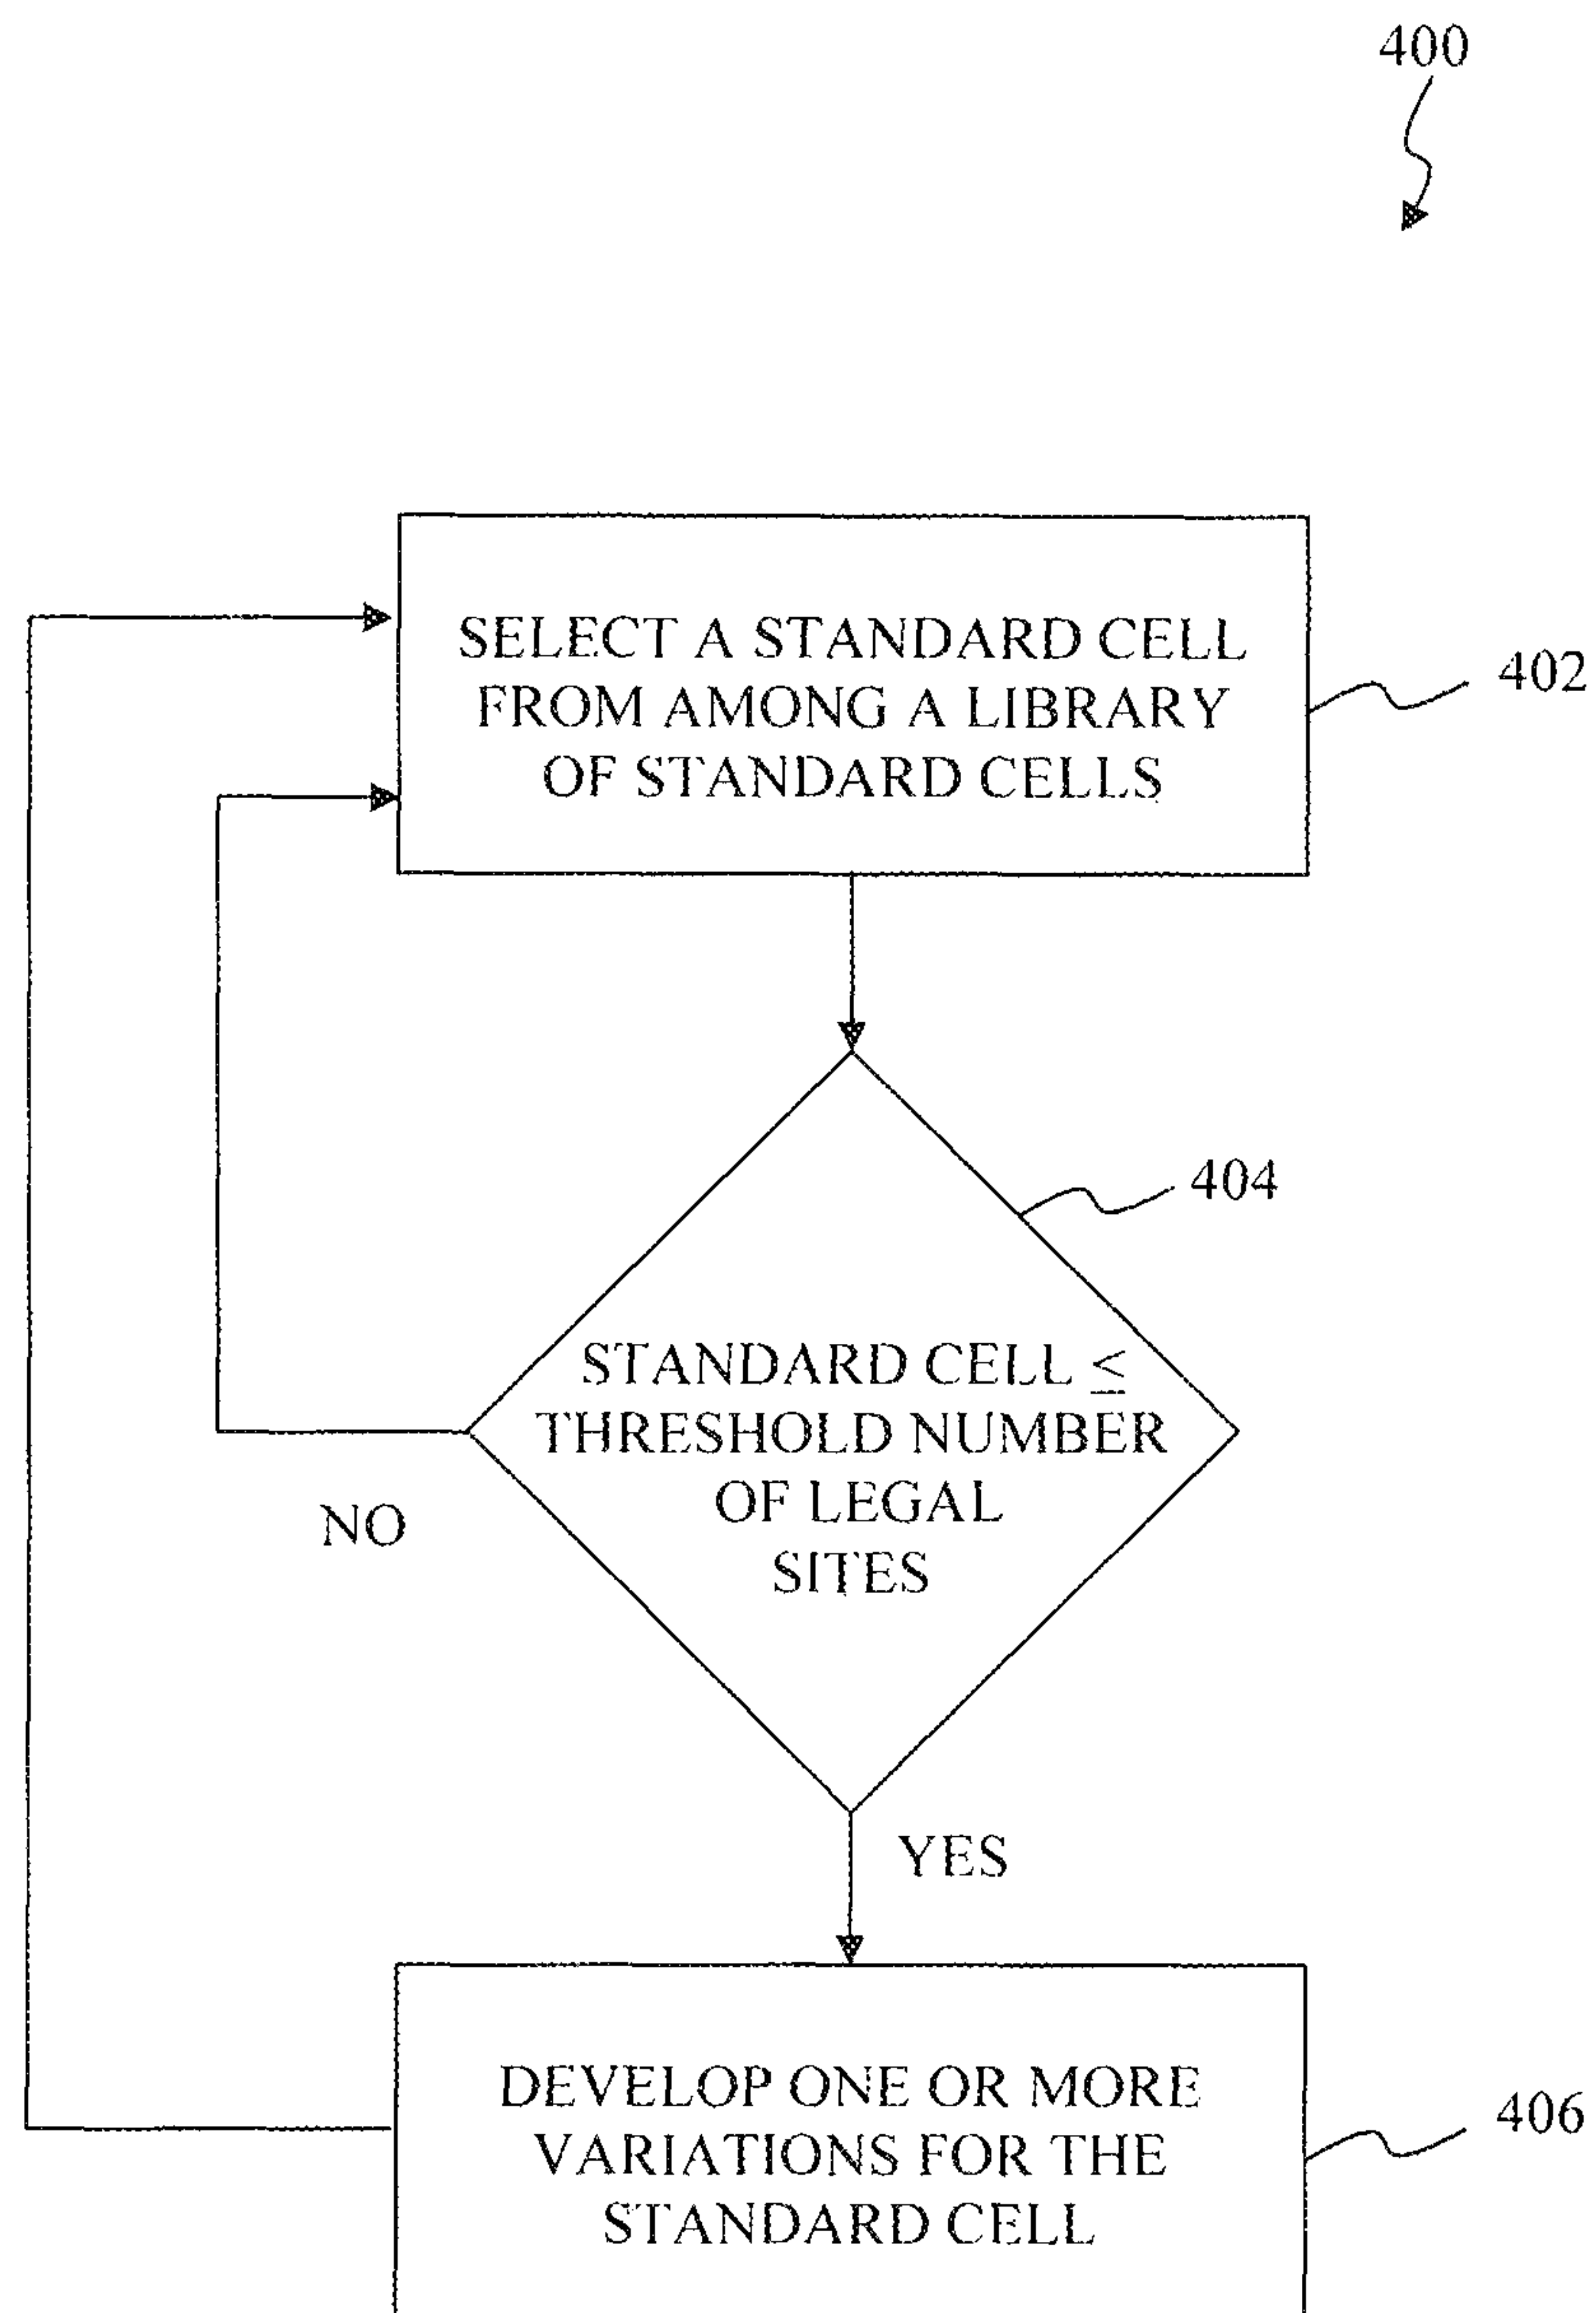 400
SELECT A STANDARD CELL
FROM AMONG A LIBRARY
OF STANDARD CELLS
402
404
STANDARD CELL ≤
THRESHOLD NUMBER
OF LEGAL
SITES
NO
YES
DEVELOP ONE OR MORE
VARIATIONS FOR THE
STANDARD CELL
406